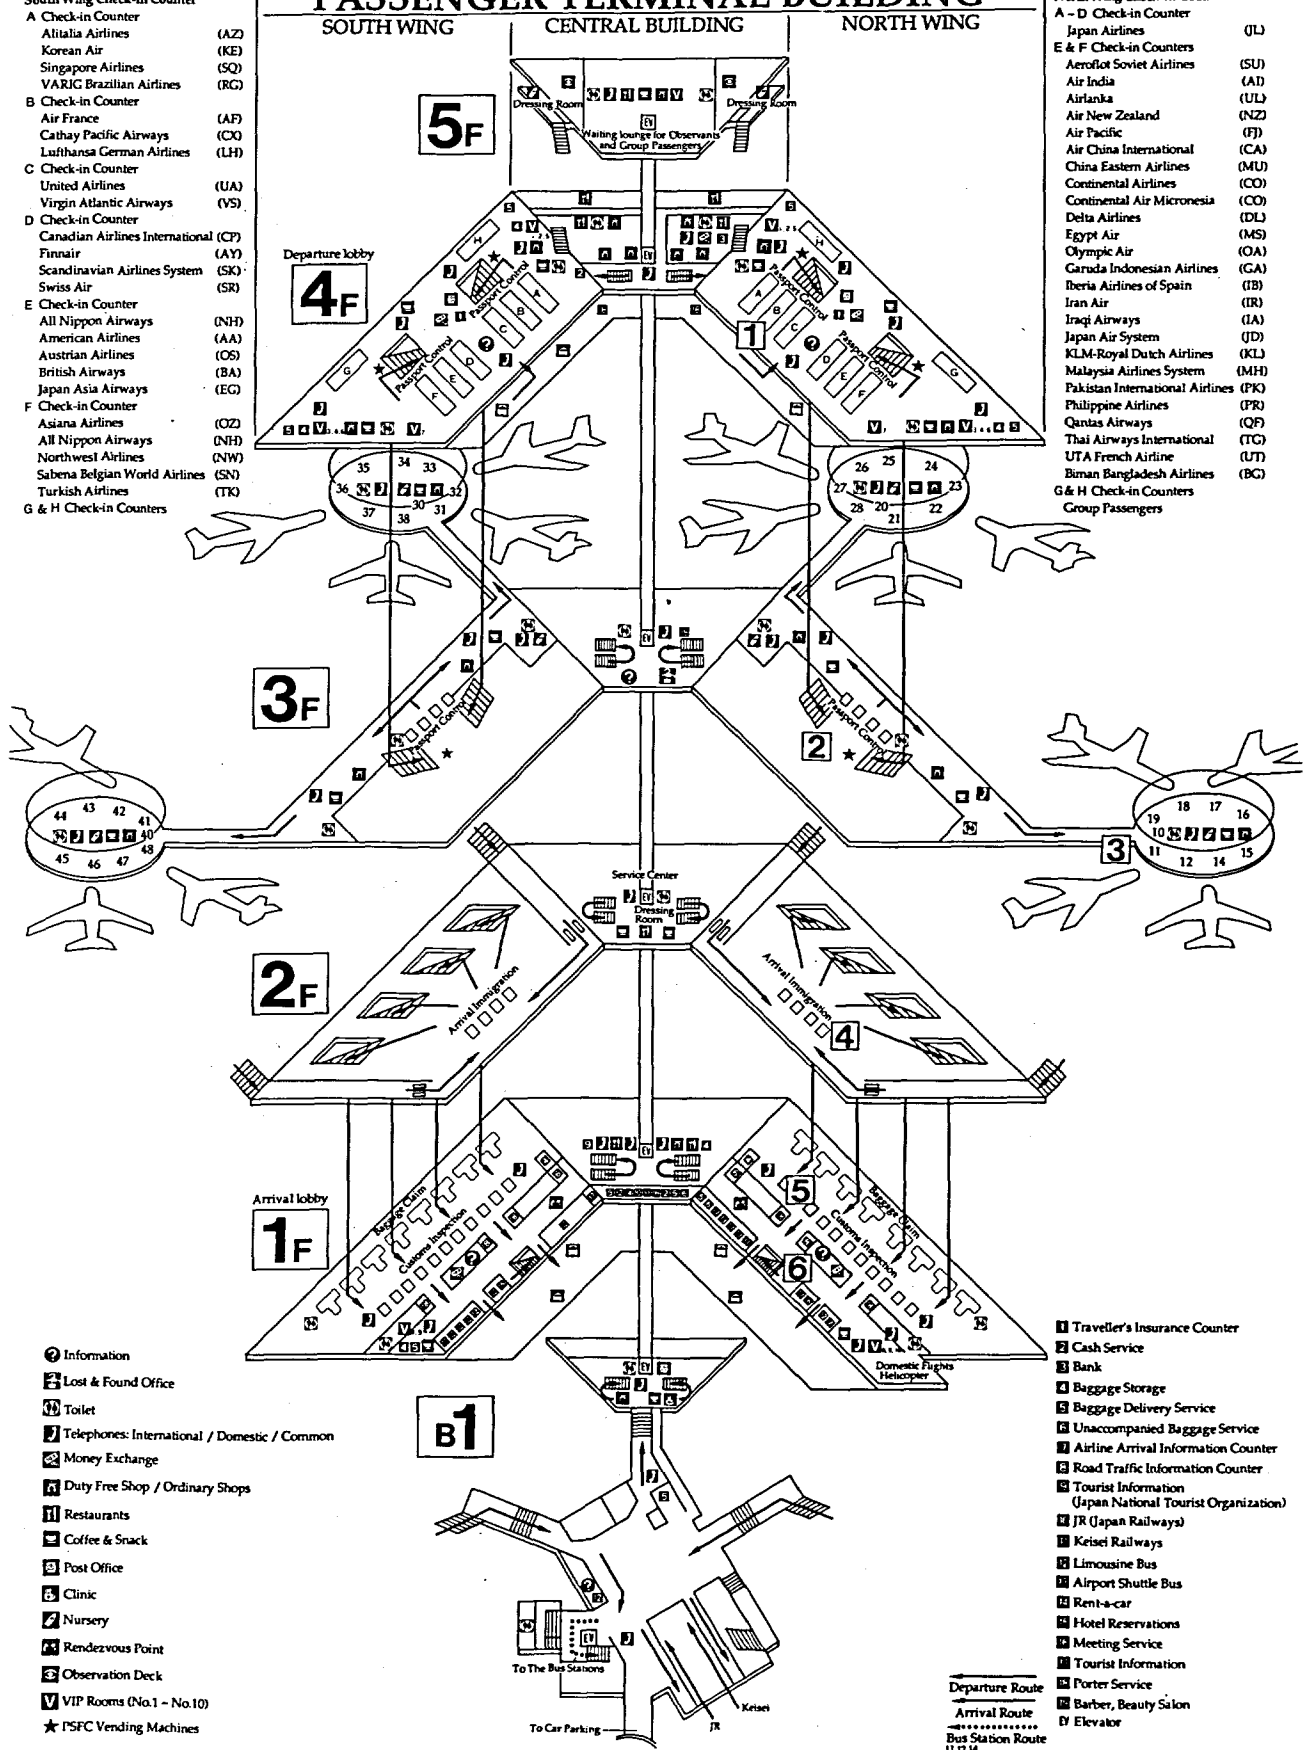 PASSENGER TERMINAL BUILDING
SOUTH WING
CENTRAL BUILDING
NORTH WING
South Wing Check-in Counter
A Check-in Counter
Alitalia Airlines (AZ)
Korean Air (KE)
Singapore Airlines (SQ)
VARIG Brazilian Airlines (RG)
B Check-in Counter
Air France (AF)
Cathay Pacific Airways (CX)
Lufthansa German Airlines (LH)
C Check-in Counter
United Airlines (UA)
Virgin Atlantic Airways (VS)
D Check-in Counter
Canadian Airlines International (CP)
Finnair (AY)
Scandinavian Airlines System (SK)
Swiss Air (SR)
E Check-in Counter
All Nippon Airways (NH)
American Airlines (AA)
Austrian Airlines (OS)
British Airways (BA)
Japan Asia Airways (EG)
F Check-in Counter
Asiana Airlines (OZ)
All Nippon Airways (NH)
Northwest Airlines (NW)
Sabena Belgian World Airlines (SN)
Turkish Airlines (TK)
G & H Check-in Counters
A - D Check-in Counter
Japan Airlines (JL)
E & F Check-in Counters
Aeroflot Soviet Airlines (SU)
Air India (AI)
Airlanka (UL)
Air New Zealand (NZ)
Air Pacific (FJ)
Air China International (CA)
China Eastern Airlines (MU)
Continental Airlines (CO)
Continental Air Micronesia (CO)
Delta Airlines (DL)
Egypt Air (MS)
Olympic Air (OA)
Garuda Indonesian Airlines (GA)
Iberia Airlines of Spain (IB)
Iran Air (IR)
Iraqi Airways (IA)
Japan Air System (JD)
KLM-Royal Dutch Airlines (KL)
Malaysia Airlines System (MH)
Pakistan International Airlines (PK)
Philippine Airlines (PR)
Qantas Airways (QF)
Thai Airways International (TG)
UTA French Airline (UT)
Biman Bangladesh Airlines (BG)
G & H Check-in Counters
Group Passengers
5F
Dressing Room
Dressing Room
EV
Waiting lounge for Observants
and Group Passengers
Departure lobby
4F
H
Passport Control
A
B
C
D
E
F
G
Passport Control
EV
H
Passport Control
A
B
C
D
E
F
G
Passport Control
1
35 34 33
36 32
30
37 38 31
26 25 24
27 23
28 20 21 22
3F
EV
Passport Control
Passport Control
2
44 43 42 41
40
45 46 47 48
19 18 17 16
10
11 12 14 15
3
2F
Service Center
EV
Dressing
Room
Arrival Immigration
Arrival Immigration
4
Arrival lobby
1F
EV
Baggage Claim
Customs Inspection
Baggage Claim
Customs Inspection
5
6
Domestic Flights
Helicopter
B1
EV
EV
To The Bus Stations
To Car Parking
JR
Keisei
Information
Lost & Found Office
Toilet
Telephones: International / Domestic / Common
Money Exchange
Duty Free Shop / Ordinary Shops
Restaurants
Coffee & Snack
Post Office
Clinic
Nursery
Rendezvous Point
Observation Deck
V VIP Rooms (No.1 - No.10)
PSFC Vending Machines
Departure Route
Arrival Route
Bus Station Route
1 Traveller's Insurance Counter
2 Cash Service
3 Bank
4 Baggage Storage
5 Baggage Delivery Service
6 Unaccompanied Baggage Service
7 Airline Arrival Information Counter
8 Road Traffic Information Counter
Tourist Information
(Japan National Tourist Organization)
JR (Japan Railways)
Keisei Railways
Limousine Bus
Airport Shuttle Bus
Rent-a-car
Hotel Reservations
Meeting Service
Tourist Information
Porter Service
Barber, Beauty Salon
EV Elevator